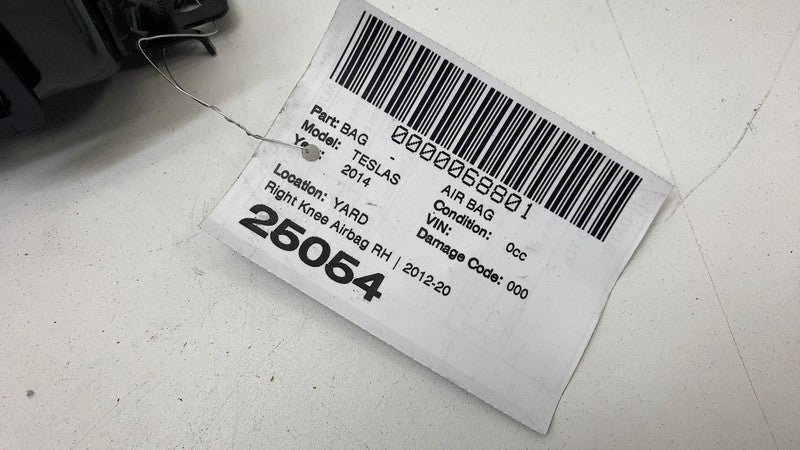 0000068801
Part: BAG - AIR BAG
Model: TESLAS Condition: 0cc
Year: 2014 VIN:
Damage Code: 000
Location: YARD
Right Knee Airbag RH | 2012-20
25054